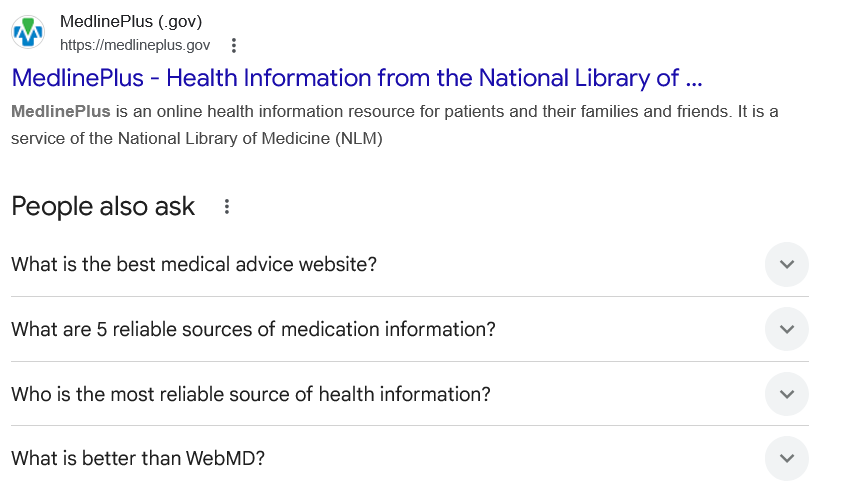 MedlinePlus (.gov)
https://medlineplus.gov
MedlinePlus - Health Information from the National Library of ...
MedlinePlus is an online health information resource for patients and their families and friends. It is a
service of the National Library of Medicine (NLM)
People also ask
What is the best medical advice website?
What are 5 reliable sources of medication information?
Who is the most reliable source of health information?
What is better than WebMD?